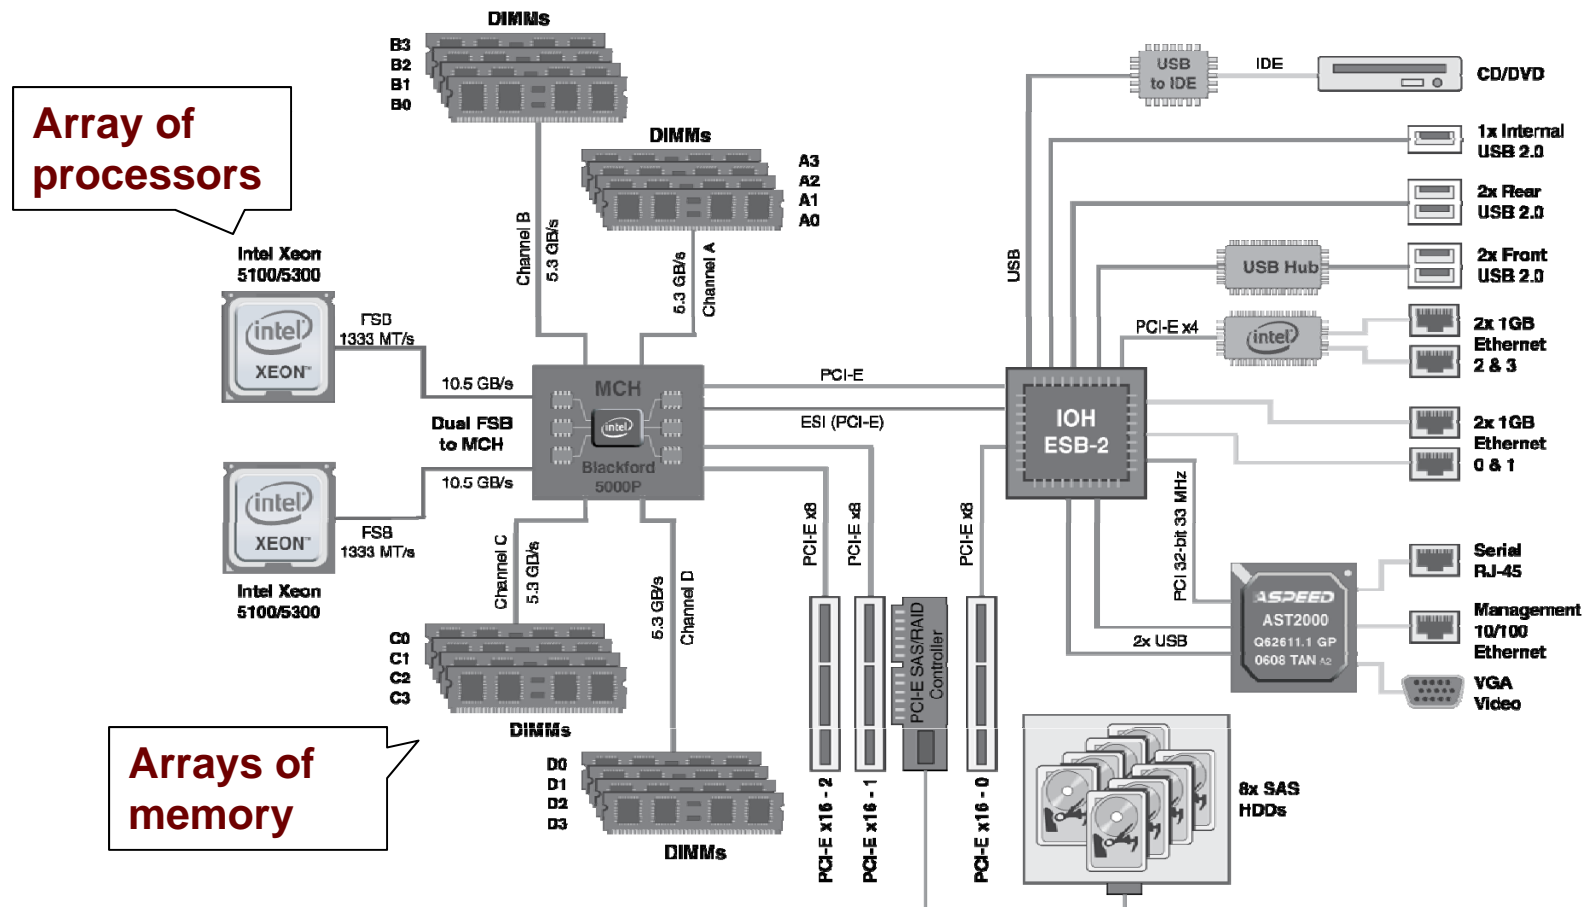 DIMMs
B3
B2
B1
B0
Array of
processors
DIMMs
A3
A2
A1
A0
Channel B
5.3 GB/s
5.3 GB/s
Channel A
Intel Xeon
5100/5300
intel
XEON™
FSB
1333 MT/s
10.5 GB/s
Dual FSB
to MCH
10.5 GB/s
intel
XEON™
FSB
1333 MT/s
Intel Xeon
5100/5300
MCH
intel
Blackford
5000P
Channel C
5.3 GB/s
5.3 GB/s
Channel D
C0
C1
C2
C3
DIMMs
Arrays of
memory
D0
D1
D2
D3
DIMMs
PCI-E
ESI (PCI-E)
PCI-E x8
PCI-E x8
PCI-E x8
PCI-E x16 - 2
PCI-E x16 - 1
PCI-E SAS/RAID
Controller
PCI-E x16 - 0
IOH
ESB-2
USB
USB
to IDE
IDE
CD/DVD
1x Internal
USB 2.0
2x Rear
USB 2.0
USB Hub
2x Front
USB 2.0
PCI-E x4
intel
2x 1GB
Ethernet
2 & 3
2x 1GB
Ethernet
0 & 1
PCI 32-bit 33 MHz
2x USB
ASPEED
AST2000
Q62611.1 GP
0608 TAN A2
Serial
RJ-45
Management
10/100
Ethernet
VGA
Video
8x SAS
HDDs